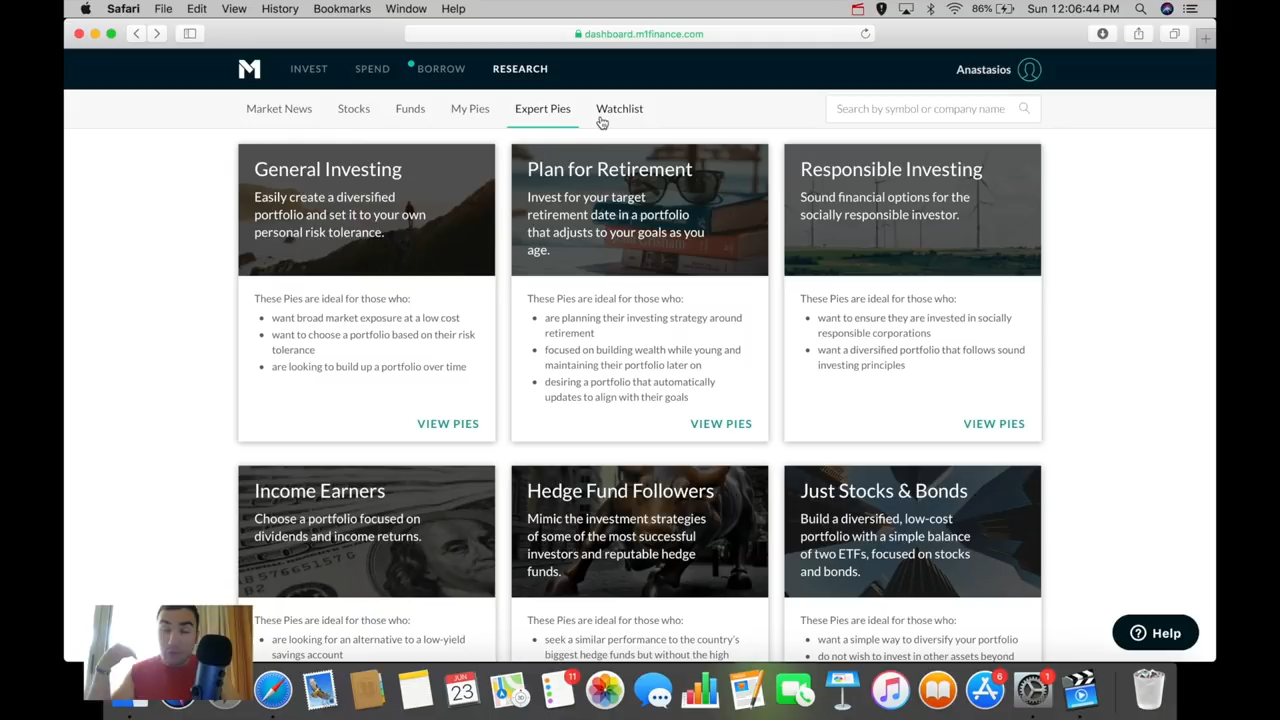 Safari File Edit View History Bookmarks Window Help 86% Sun 12:06:44 PM
dashboard.m1finance.com
M INVEST SPEND BORROW RESEARCH Anastasios
Market News Stocks Funds My Pies Expert Pies Watchlist Search by symbol or company name
General Investing
Easily create a diversified
portfolio and set it to your own
personal risk tolerance.
These Pies are ideal for those who:
• want broad market exposure at a low cost
• want to choose a portfolio based on their risk
tolerance
• are looking to build up a portfolio over time
VIEW PIES
Plan for Retirement
Invest for your target
retirement date in a portfolio
that adjusts to your goals as you
age.
These Pies are ideal for those who:
• are planning their investing strategy around
retirement
• focused on building wealth while young and
maintaining their portfolio later on
• desiring a portfolio that automatically
updates to align with their goals
VIEW PIES
Responsible Investing
Sound financial options for the
socially responsible investor.
These Pies are ideal for those who:
• want to ensure they are invested in socially
responsible corporations
• want a diversified portfolio that follows sound
investing principles
VIEW PIES
Income Earners
Choose a portfolio focused on
dividends and income returns.
These Pies are ideal for those who:
• are looking for an alternative to a low-yield
savings account
Hedge Fund Followers
Mimic the investment strategies
of some of the most successful
investors and reputable hedge
funds.
These Pies are ideal for those who:
• seek a similar performance to the country's
biggest hedge funds but without the high
Just Stocks & Bonds
Build a diversified, low-cost
portfolio with a simple balance
of two ETFs, focused on stocks
and bonds.
These Pies are ideal for those who:
• want a simple way to diversify your portfolio
• do not wish to invest in other assets beyond
Help
JUN
23
11
6
1